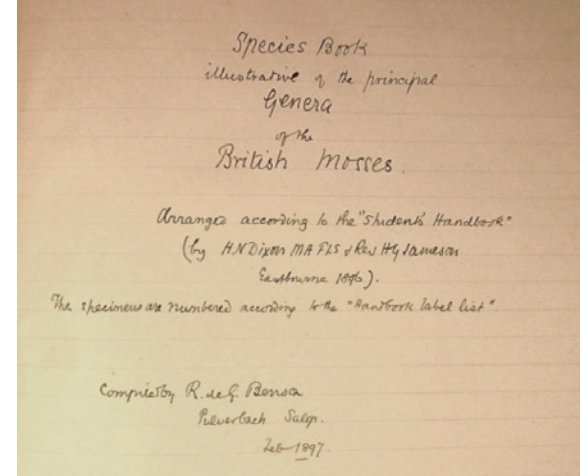 Species Book
illustrative of the principal
Genera
of the
British Mosses.
Arranged according to the "Students Handbook"
(by H N Dixon MA FLS & Rev H G Jameson
Eastbourne 1896).
The specimens are numbered according to the "Handbook label list".
Compiled by R. de G. Benson
Pulverbach Salop.
Feb 1897.